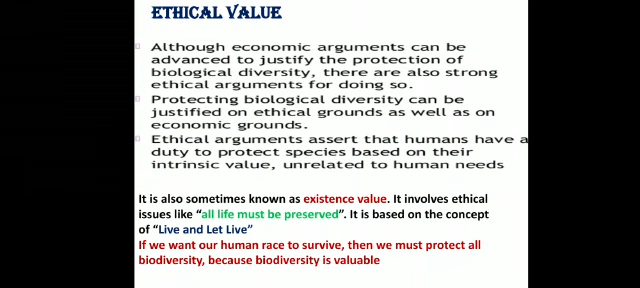 ETHICAL VALUE
Although economic arguments can be
advanced to justify the protection of
biological diversity, there are also strong
ethical arguments for doing so.
Protecting biological diversity can be
justified on ethical grounds as well as on
economic grounds.
Ethical arguments assert that humans have a
duty to protect species based on their
intrinsic value, unrelated to human needs
It is also sometimes known as existence value. It involves ethical
issues like “all life must be preserved”. It is based on the concept
of “Live and Let Live”
If we want our human race to survive, then we must protect all
biodiversity, because biodiversity is valuable